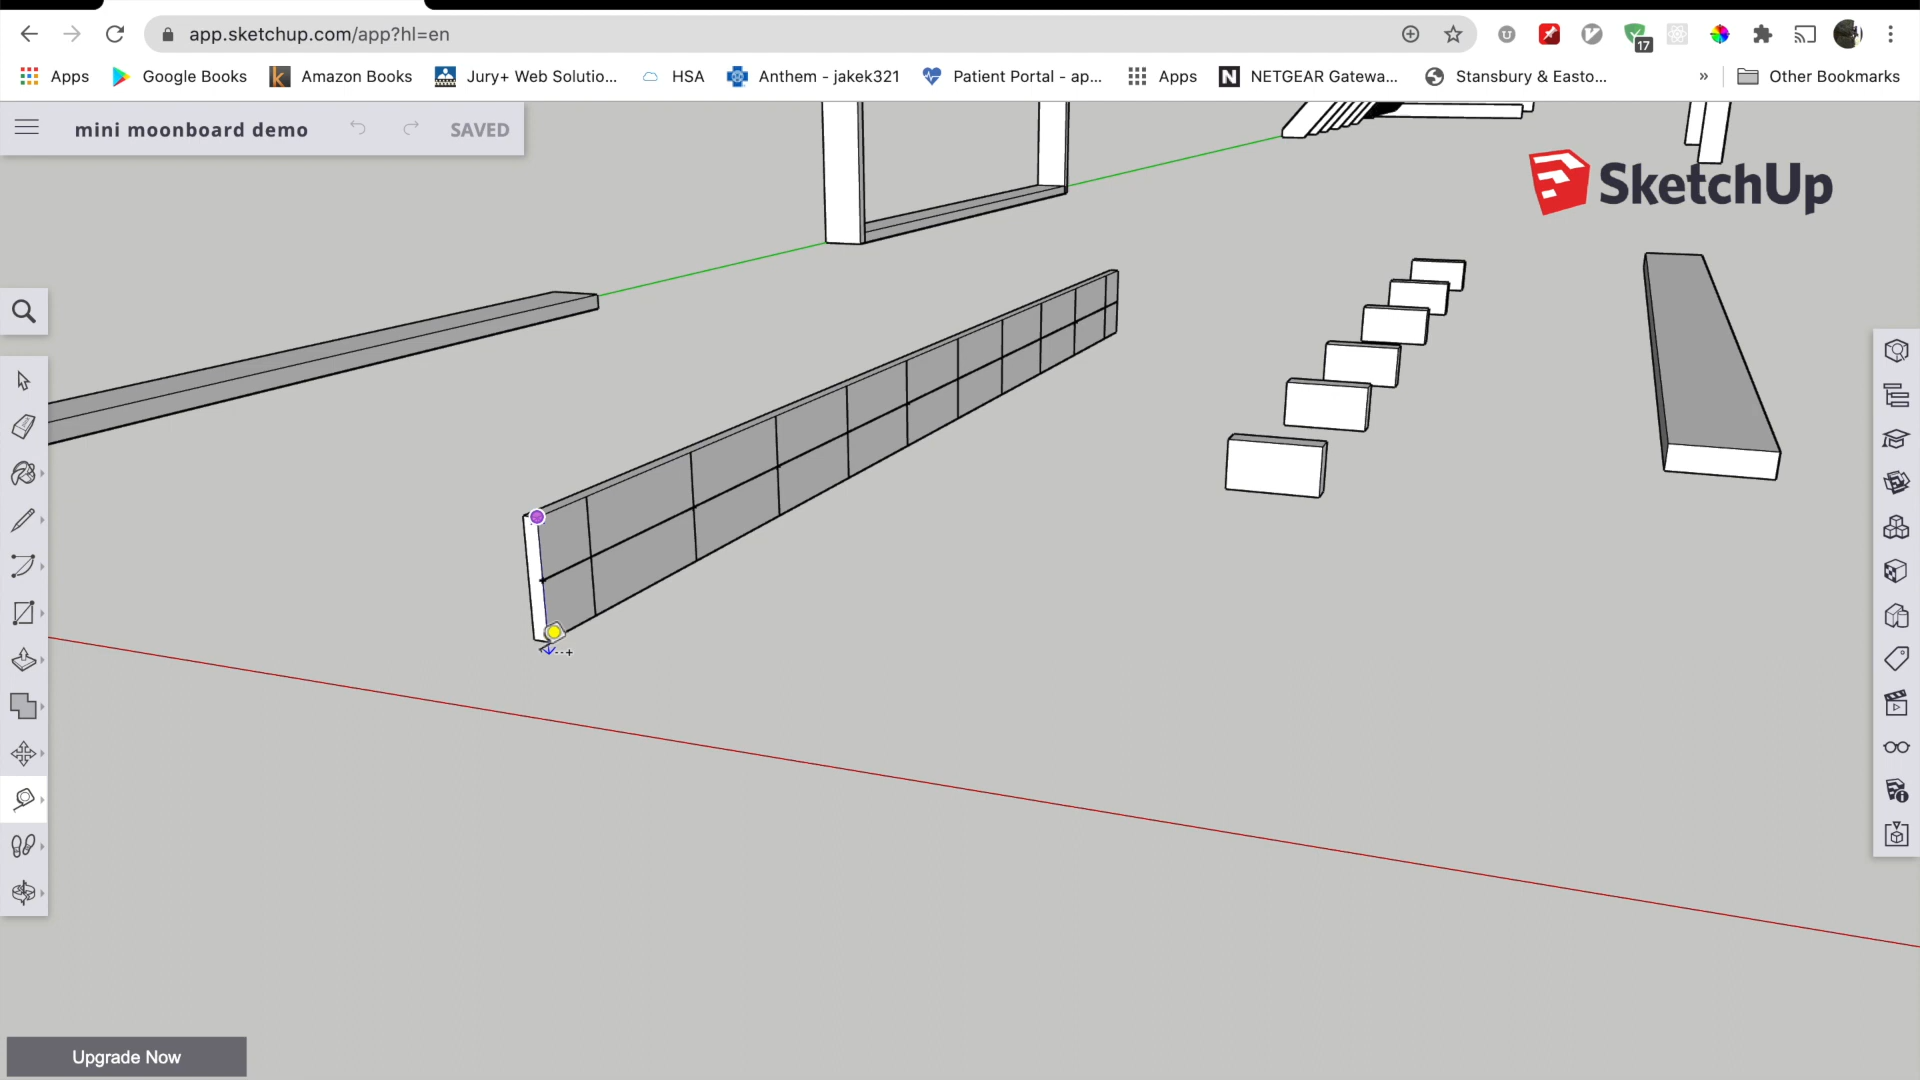 app.sketchup.com/app?hl=en
17
Apps Google Books Amazon Books Jury+ Web Solutio... HSA Anthem - jakek321 Patient Portal - ap... Apps NETGEAR Gatewa... Stansbury & Easto... » Other Bookmarks
mini moonboard demo SAVED
SketchUp
Upgrade Now